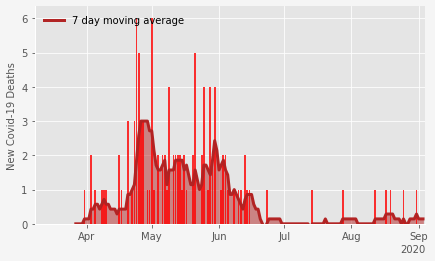 7 day moving average
New Covid-19 Deaths
6
5
4
3
2
1
0
Apr
May
Jun
Jul
Aug
Sep
2020